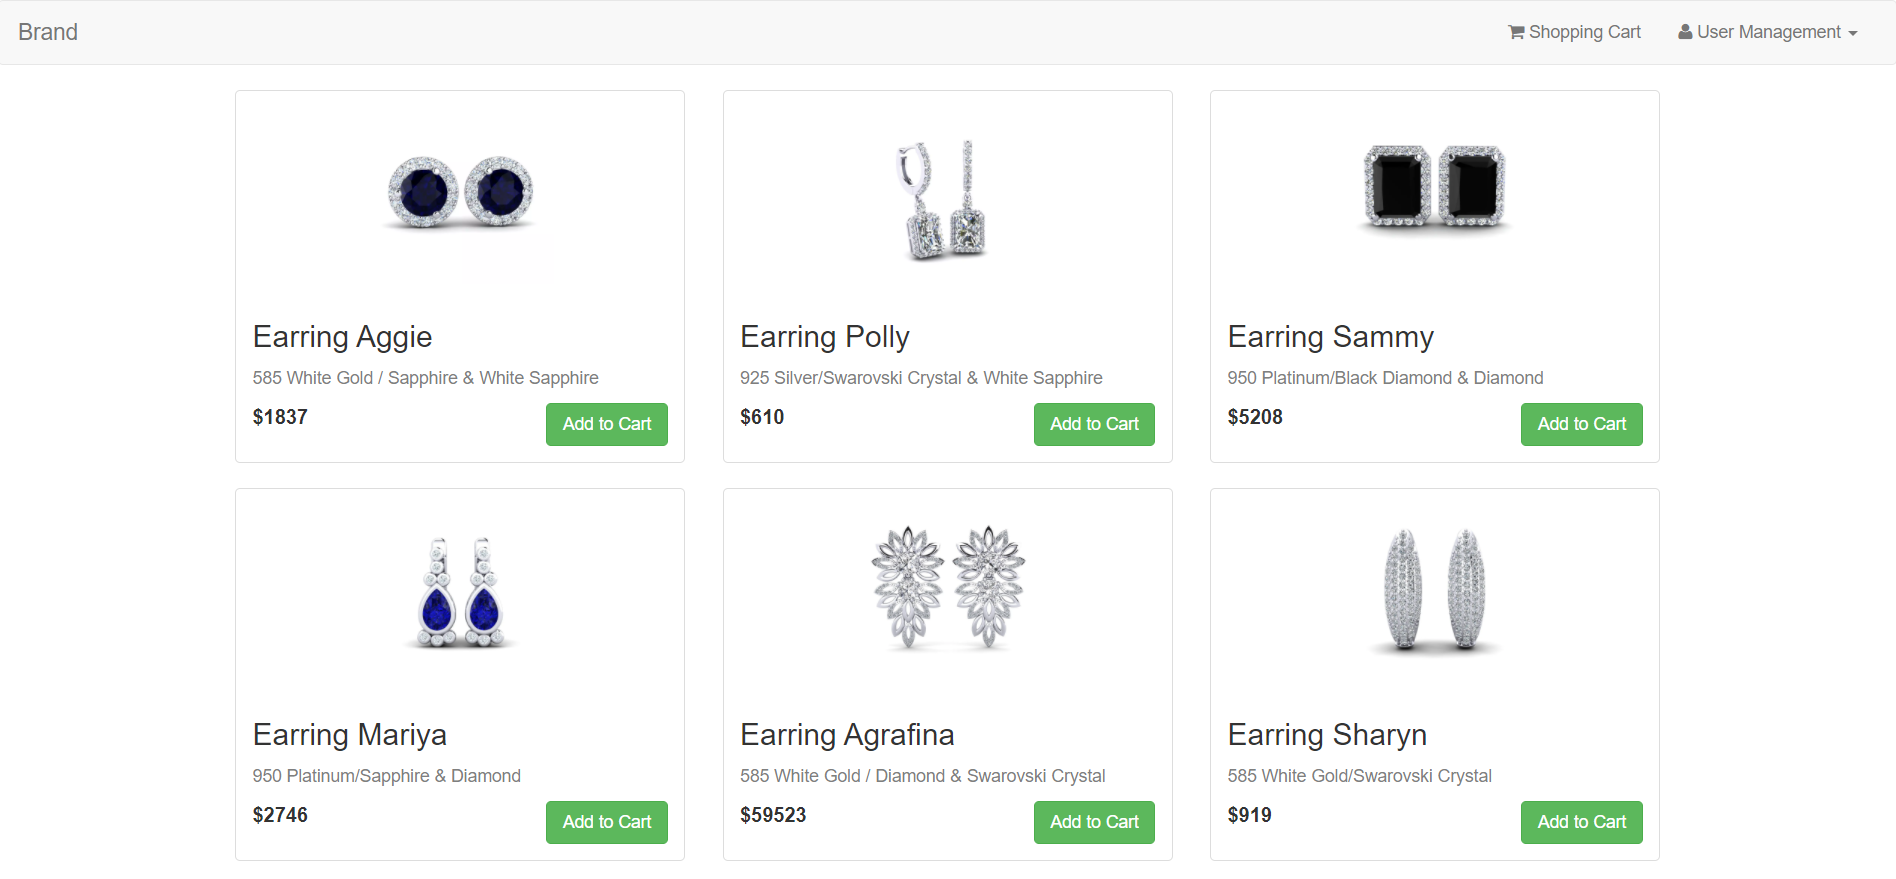 Brand
Shopping Cart
User Management
Earring Aggie
585 White Gold / Sapphire & White Sapphire
$1837
Add to Cart
Earring Polly
925 Silver/Swarovski Crystal & White Sapphire
$610
Add to Cart
Earring Sammy
950 Platinum/Black Diamond & Diamond
$5208
Add to Cart
Earring Mariya
950 Platinum/Sapphire & Diamond
$2746
Add to Cart
Earring Agrafina
585 White Gold / Diamond & Swarovski Crystal
$59523
Add to Cart
Earring Sharyn
585 White Gold/Swarovski Crystal
$919
Add to Cart